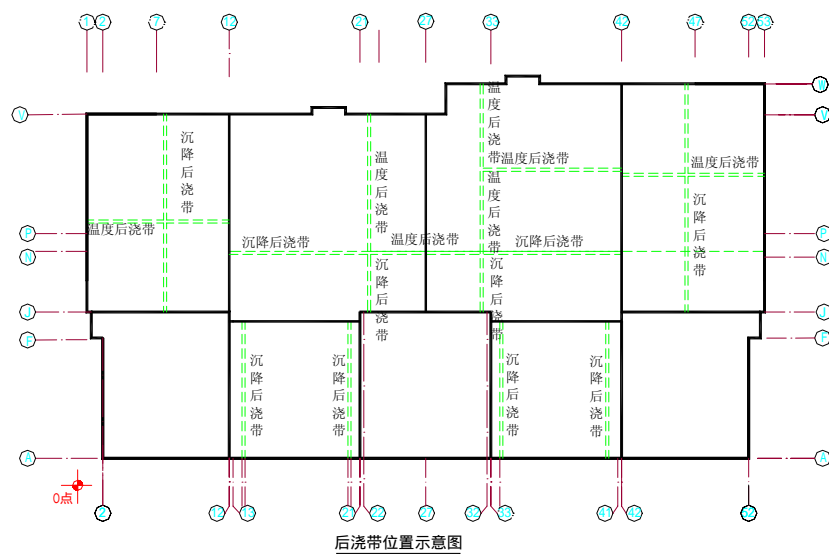 1 2 7 12 21 27 33 42 47 52 53
W
V V
沉降后浇带
温度后浇带
温度后浇带
温度后浇带
温度后浇带
温度后浇带
沉降后浇带
P P
温度后浇带
沉降后浇带
温度后浇带
沉降后浇带
N N
沉降后浇带
沉降后浇带
J J
F F
沉降后浇带
沉降后浇带
沉降后浇带
沉降后浇带
A A
0点
2 12 13 21 22 27 32 33 41 42 52
后浇带位置示意图